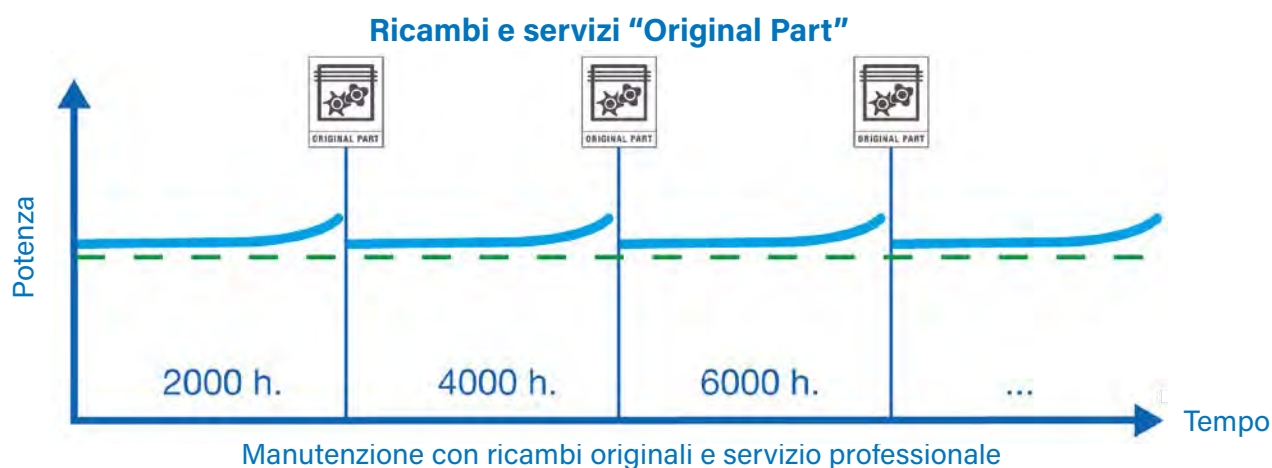 Ricambi e servizi “Original Part”
ORIGINAL PART
ORIGINAL PART
ORIGINAL PART
Potenza
2000 h.
4000 h.
6000 h.
...
Tempo
Manutenzione con ricambi originali e servizio professionale